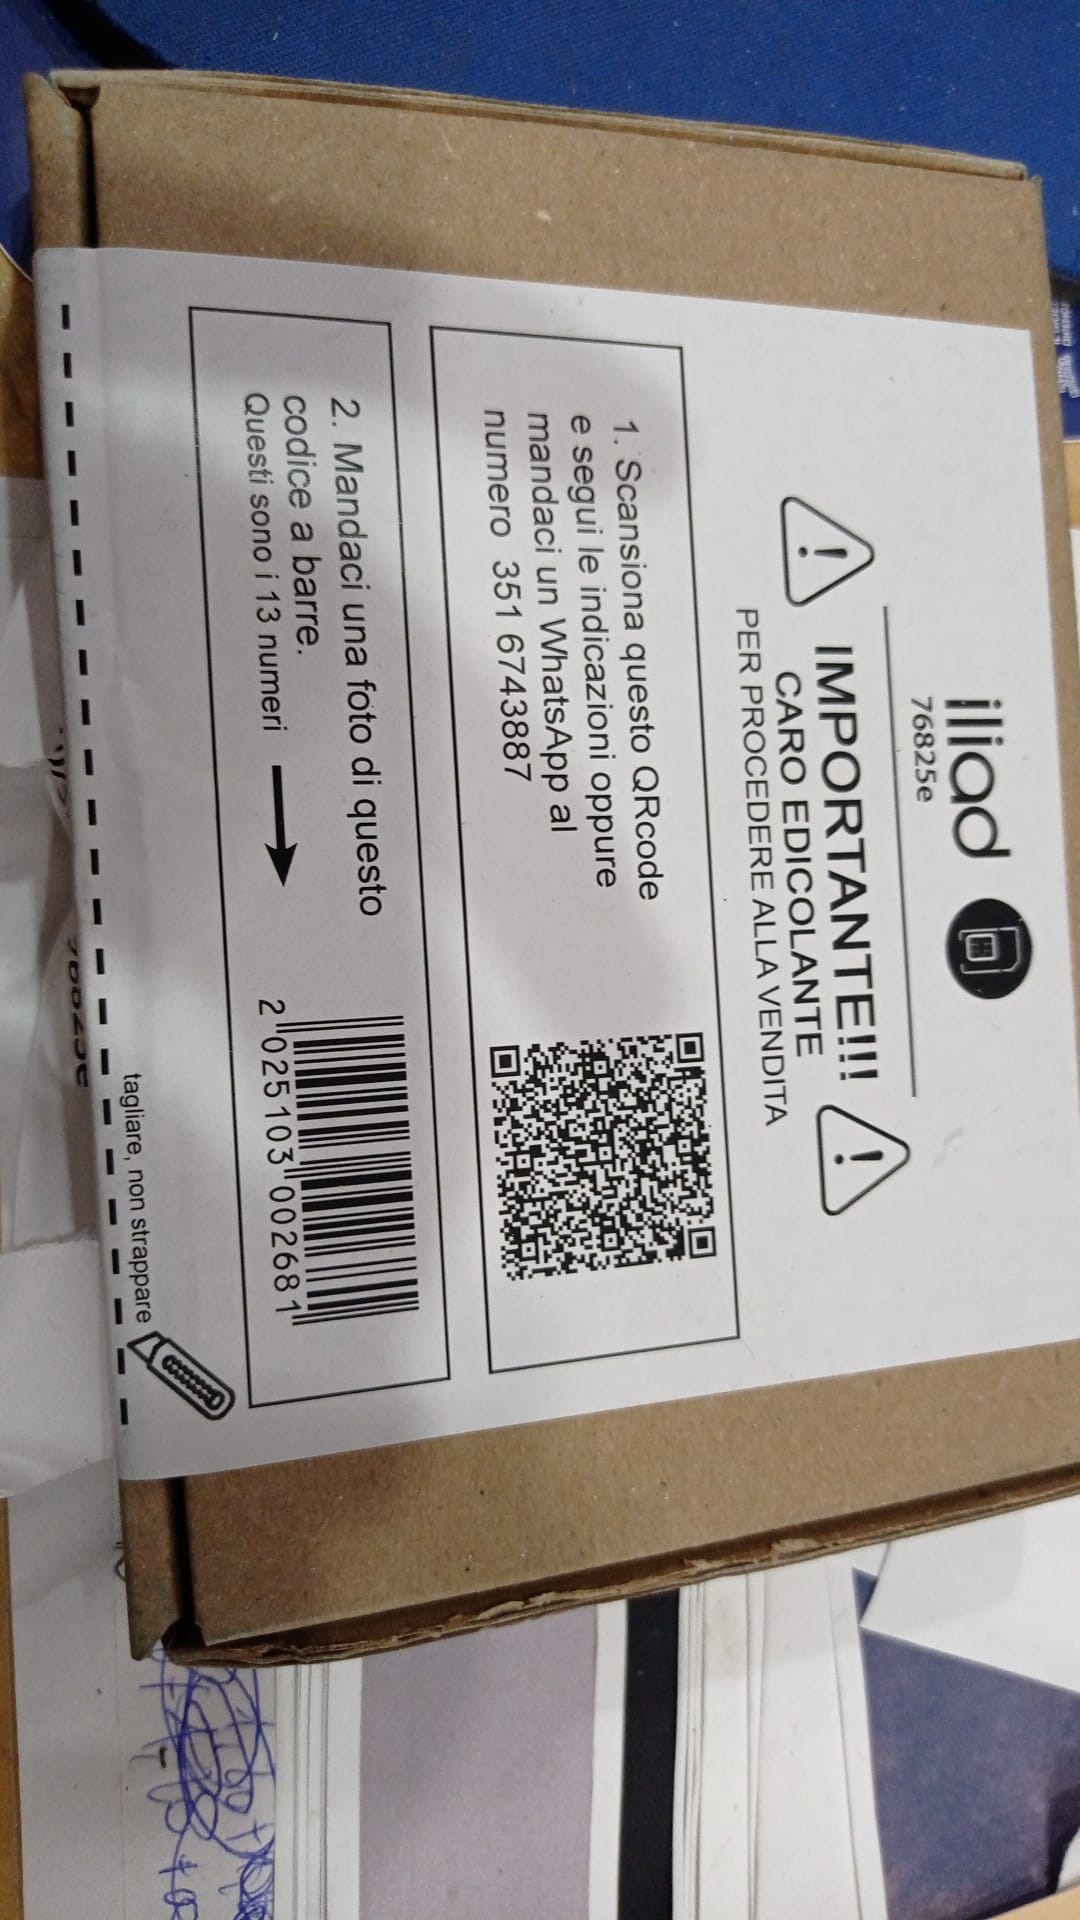 iliad
76825e
IMPORTANTE!!!
CARO EDICOLANTE
PER PROCEDERE ALLA VENDITA
1. Scansiona questo QRcode
e segui le indicazioni oppure
mandaci un WhatsApp al
numero 351 6743887
2. Mandaci una foto di questo
codice a barre.
Questi sono i 13 numeri
2 025103 002681
tagliare, non strappare